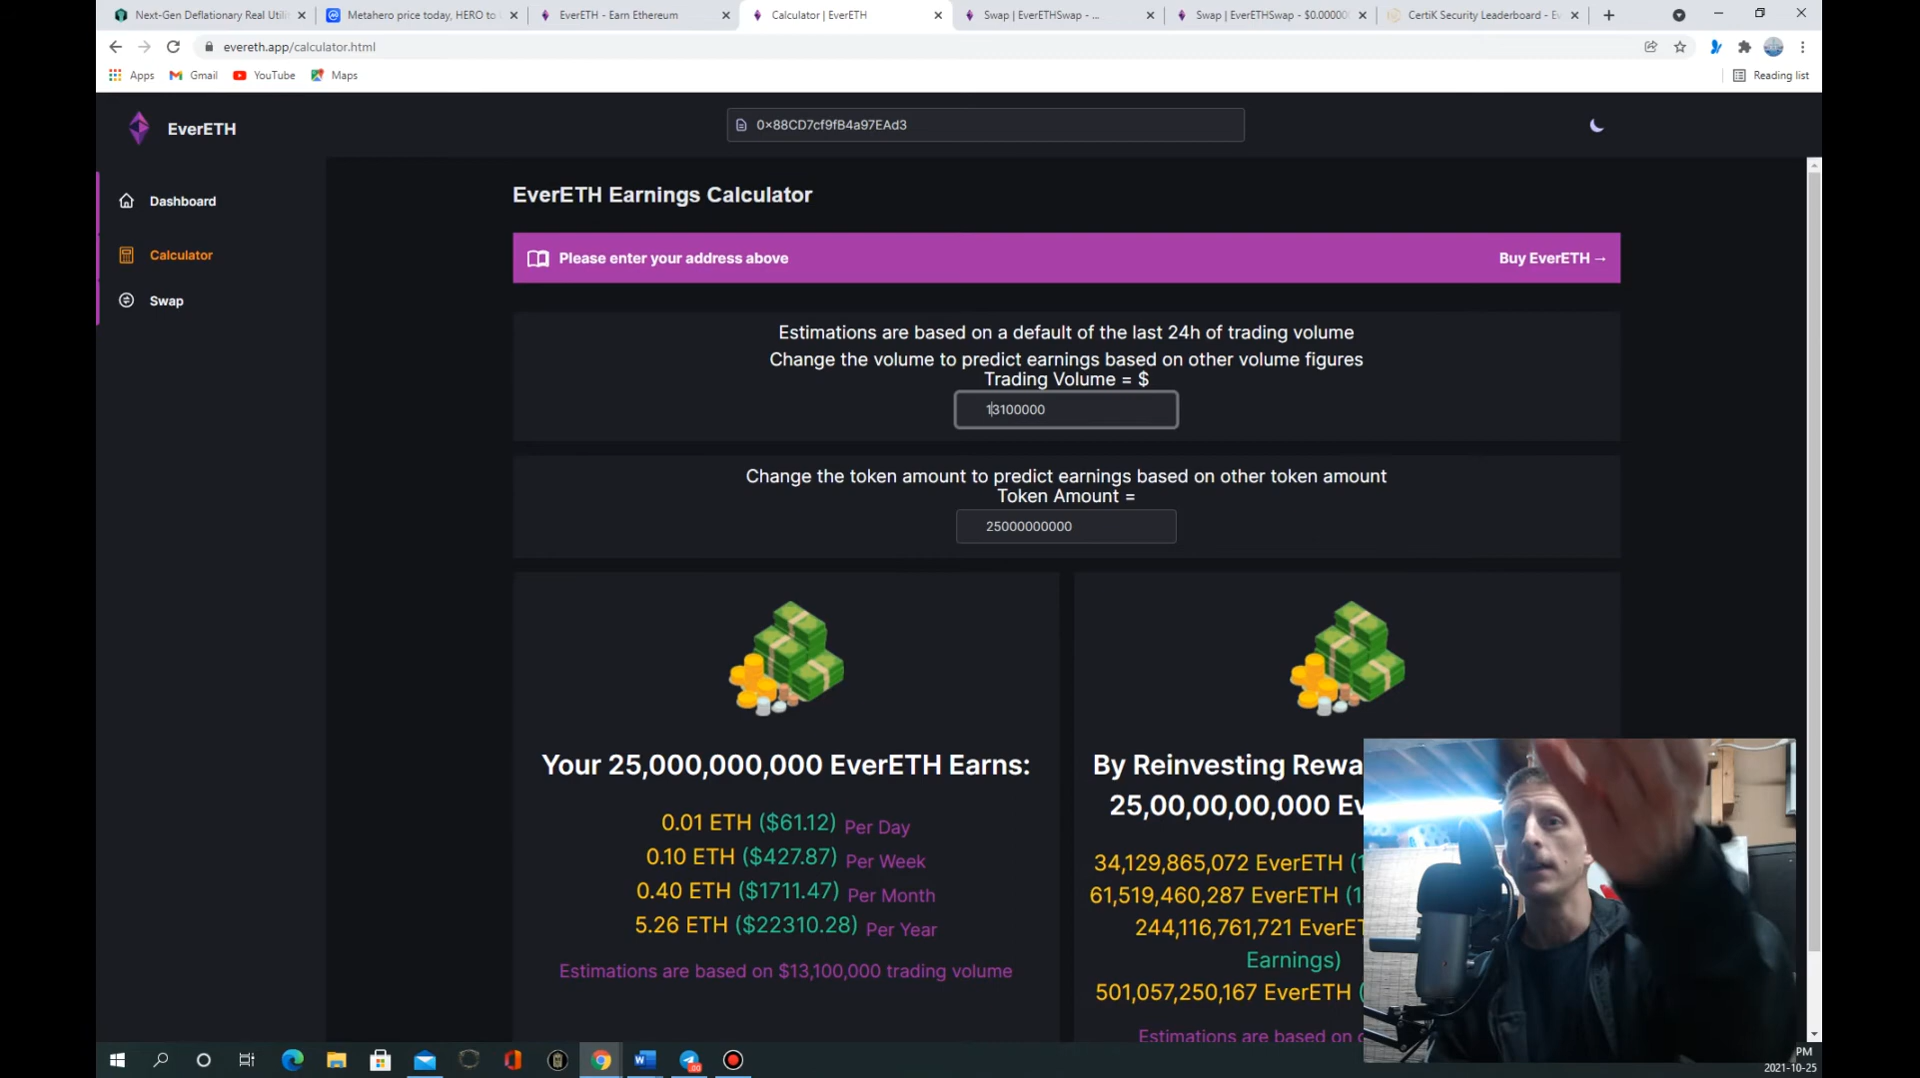 Next-Gen Deflationary Real Utili
Metahero price today, HERO to
EverETH - Earn Ethereum
Calculator | EverETH
Swap | EverETHSwap - ...
Swap | EverETHSwap - $0.00000
CertiK Security Leaderboard - Ev
evereth.app/calculator.html
Apps
Gmail
YouTube
Maps
Reading list
EverETH
0×88CD7cf9fB4a97EAd3
Dashboard
Calculator
Swap
EverETH Earnings Calculator
Please enter your address above
Buy EverETH →
Estimations are based on a default of the last 24h of trading volume
Change the volume to predict earnings based on other volume figures
Trading Volume = $
13100000
Change the token amount to predict earnings based on other token amount
Token Amount =
25000000000
Your 25,000,000,000 EverETH Earns:
0.01 ETH ($61.12) Per Day
0.10 ETH ($427.87) Per Week
0.40 ETH ($1711.47) Per Month
5.26 ETH ($22310.28) Per Year
Estimations are based on $13,100,000 trading volume
By Reinvesting Rewa
25,00,00,00,000 Ev
34,129,865,072 EverETH (1
61,519,460,287 EverETH (1
244,116,761,721 EverET
Earnings)
501,057,250,167 EverETH (
Estimations are based on
PM
2021-10-25